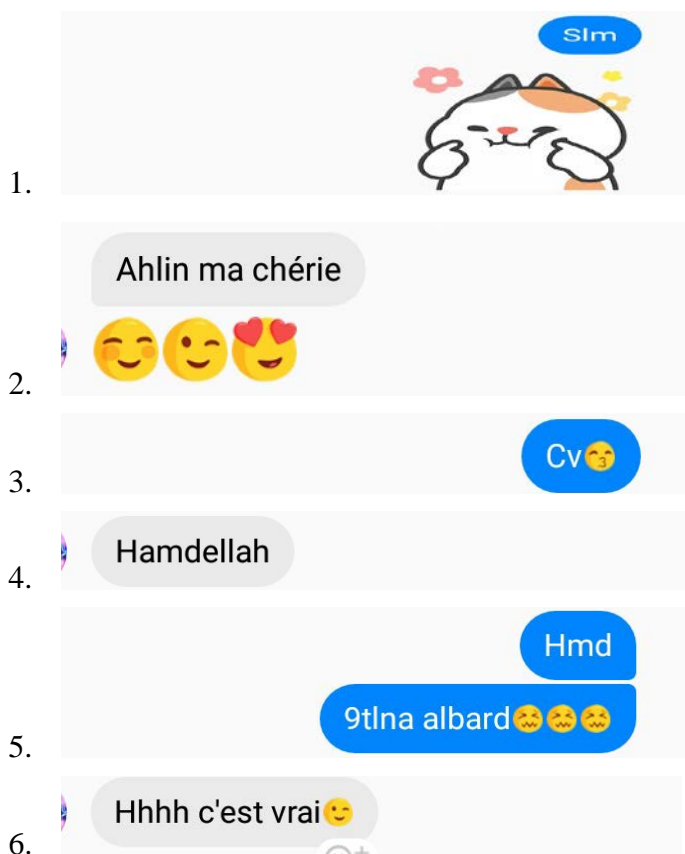 Slm
1.
Ahlin ma chérie
☺️😉😍
2.
Cv😙
3.
Hamdellah
4.
Hmd
9tlna albard😖😖😖
5.
Hhhh c'est vrai😉
6.